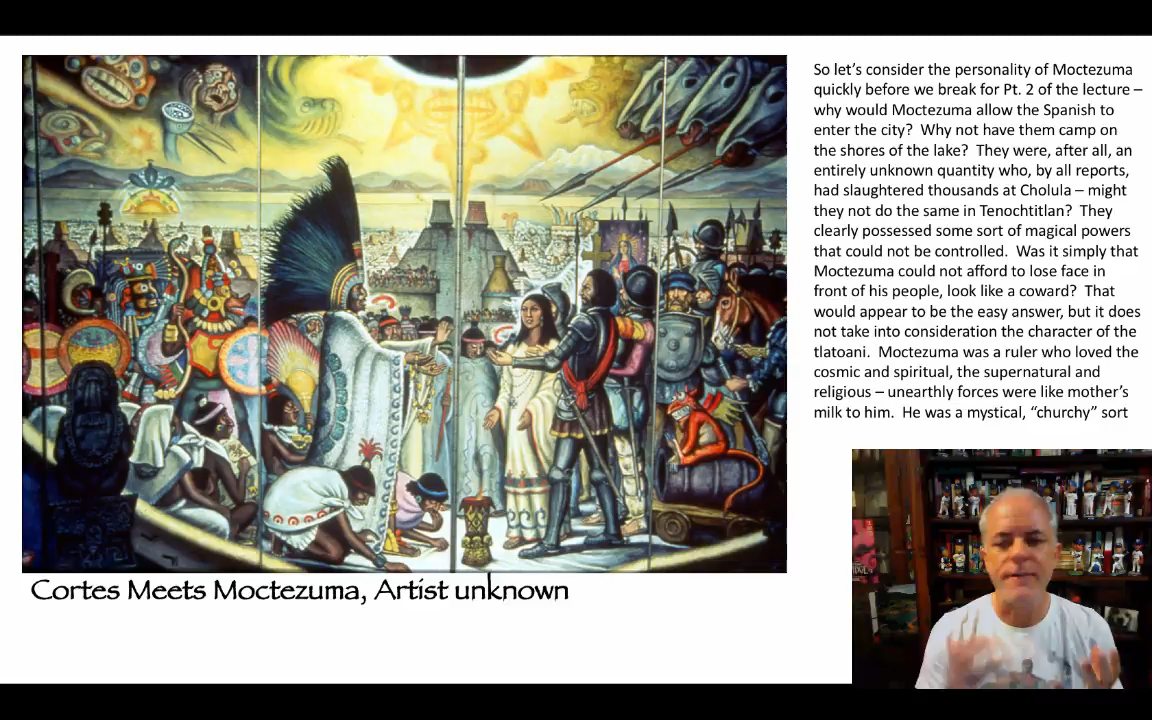 So let’s consider the personality of Moctezuma
quickly before we break for Pt. 2 of the lecture –
why would Moctezuma allow the Spanish to
enter the city?  Why not have them camp on
the shores of the lake?  They were, after all, an
entirely unknown quantity who, by all reports,
had slaughtered thousands at Cholula – might
they not do the same in Tenochtitlan?  They
clearly possessed some sort of magical powers
that could not be controlled.  Was it simply that
Moctezuma could not afford to lose face in
front of his people, look like a coward?  That
would appear to be the easy answer, but it does
not take into consideration the character of the
tlatoani.  Moctezuma was a ruler who loved the
cosmic and spiritual, the supernatural and
religious – unearthly forces were like mother’s
milk to him.  He was a mystical, “churchy” sort
Cortes Meets Moctezuma, Artist unknown